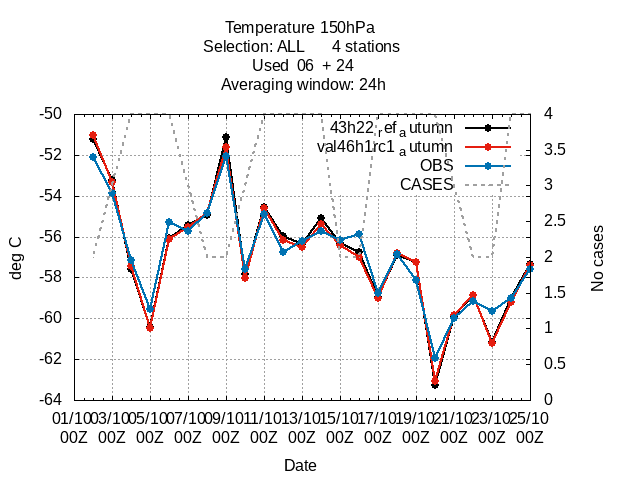 Temperature 150hPa
Selection: ALL 4 stations
Used 06 + 24
Averaging window: 24h
43h22_ref_autumn
val46h1rc1_autumn
OBS
CASES
-50
-52
-54
-56
-58
-60
-62
-64
4
3.5
3
2.5
2
1.5
1
0.5
0
deg C
No cases
01/10 03/10 05/10 07/10 09/10 11/10 13/10 15/10 17/10 19/10 21/10 23/10 25/10
00Z 00Z 00Z 00Z 00Z 00Z 00Z 00Z 00Z 00Z 00Z 00Z 00Z
Date